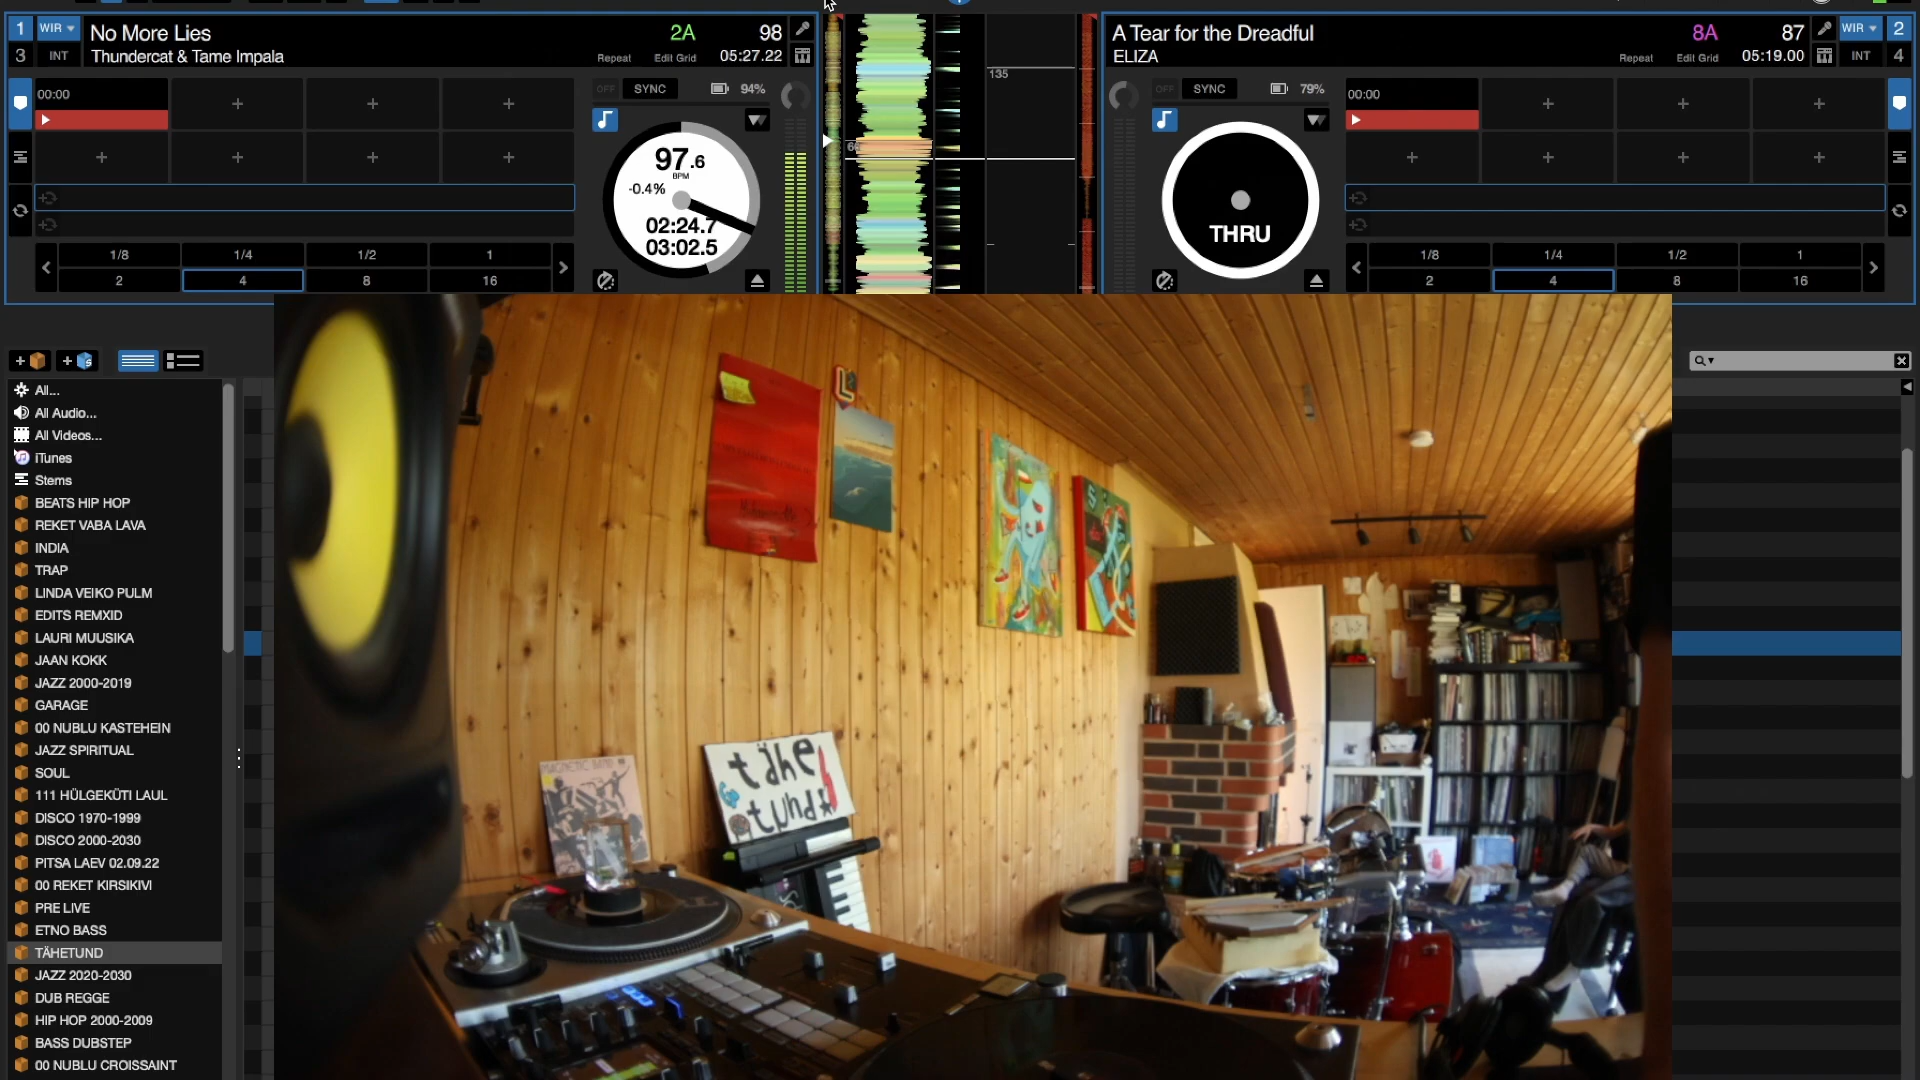 1 WIR No More Lies 2A 98
3 INT Thundercat & Tame Impala Repeat Edit Grid 05:27.22
A Tear for the Dreadful 8A 87 WIR 2
ELIZA Repeat Edit Grid 05:19.00 INT 4
00:00
OFF SYNC 94%
97.6
BPM
-0.4%
02:24.7
03:02.5
1/8 1/4 1/2 1
2 4 8 16
135
OFF SYNC 79%
THRU
00:00
1/8 1/4 1/2 1
2 4 8 16
All...
All Audio...
All Videos...
iTunes
Stems
BEATS HIP HOP
REKET VABA LAVA
INDIA
TRAP
LINDA VEIKO PULM
EDITS REMXID
LAURI MUUSIKA
JAAN KOKK
JAZZ 2000-2019
GARAGE
00 NUBLU KASTEHEIN
JAZZ SPIRITUAL
SOUL
111 HÜLGEKÜTI LAUL
DISCO 1970-1999
DISCO 2000-2030
PITSA LAEV 02.09.22
00 REKET KIRSIKIVI
PRE LIVE
ETNO BASS
TÄHETUND
JAZZ 2020-2030
DUB REGGE
HIP HOP 2000-2009
BASS DUBSTEP
00 NUBLU CROISSAINT
MAGNETIC BAND
tähe
tund